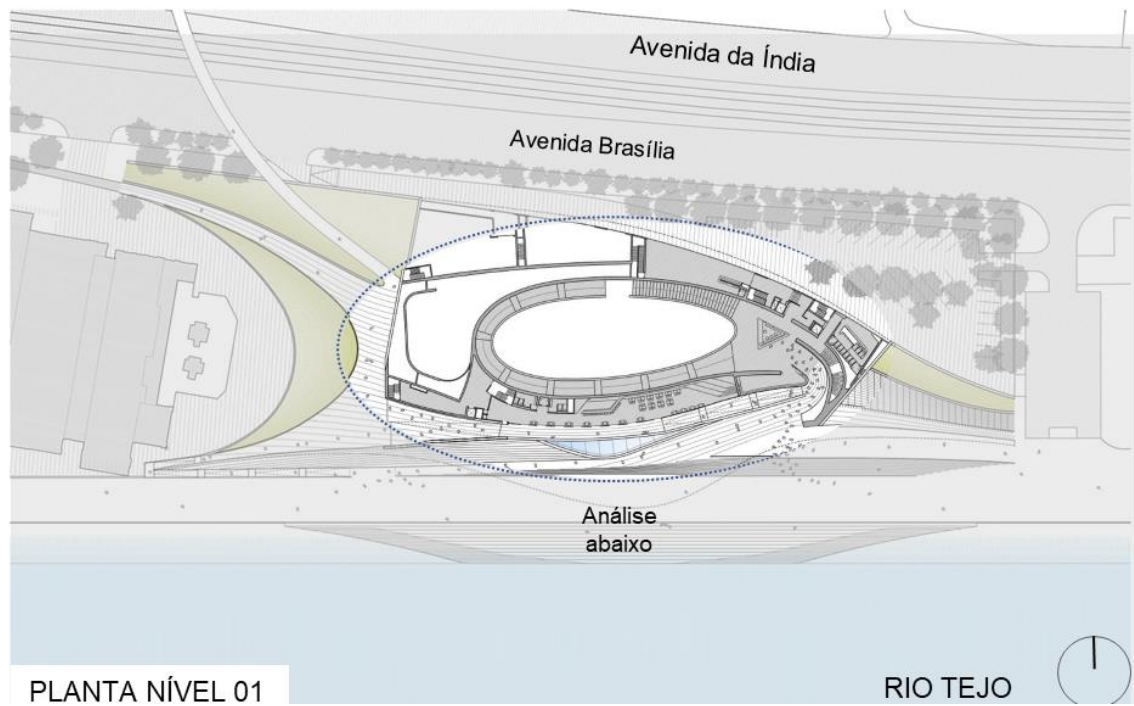 Avenida da Índia
Avenida Brasília
Análise
abaixo
PLANTA NÍVEL 01
RIO TEJO